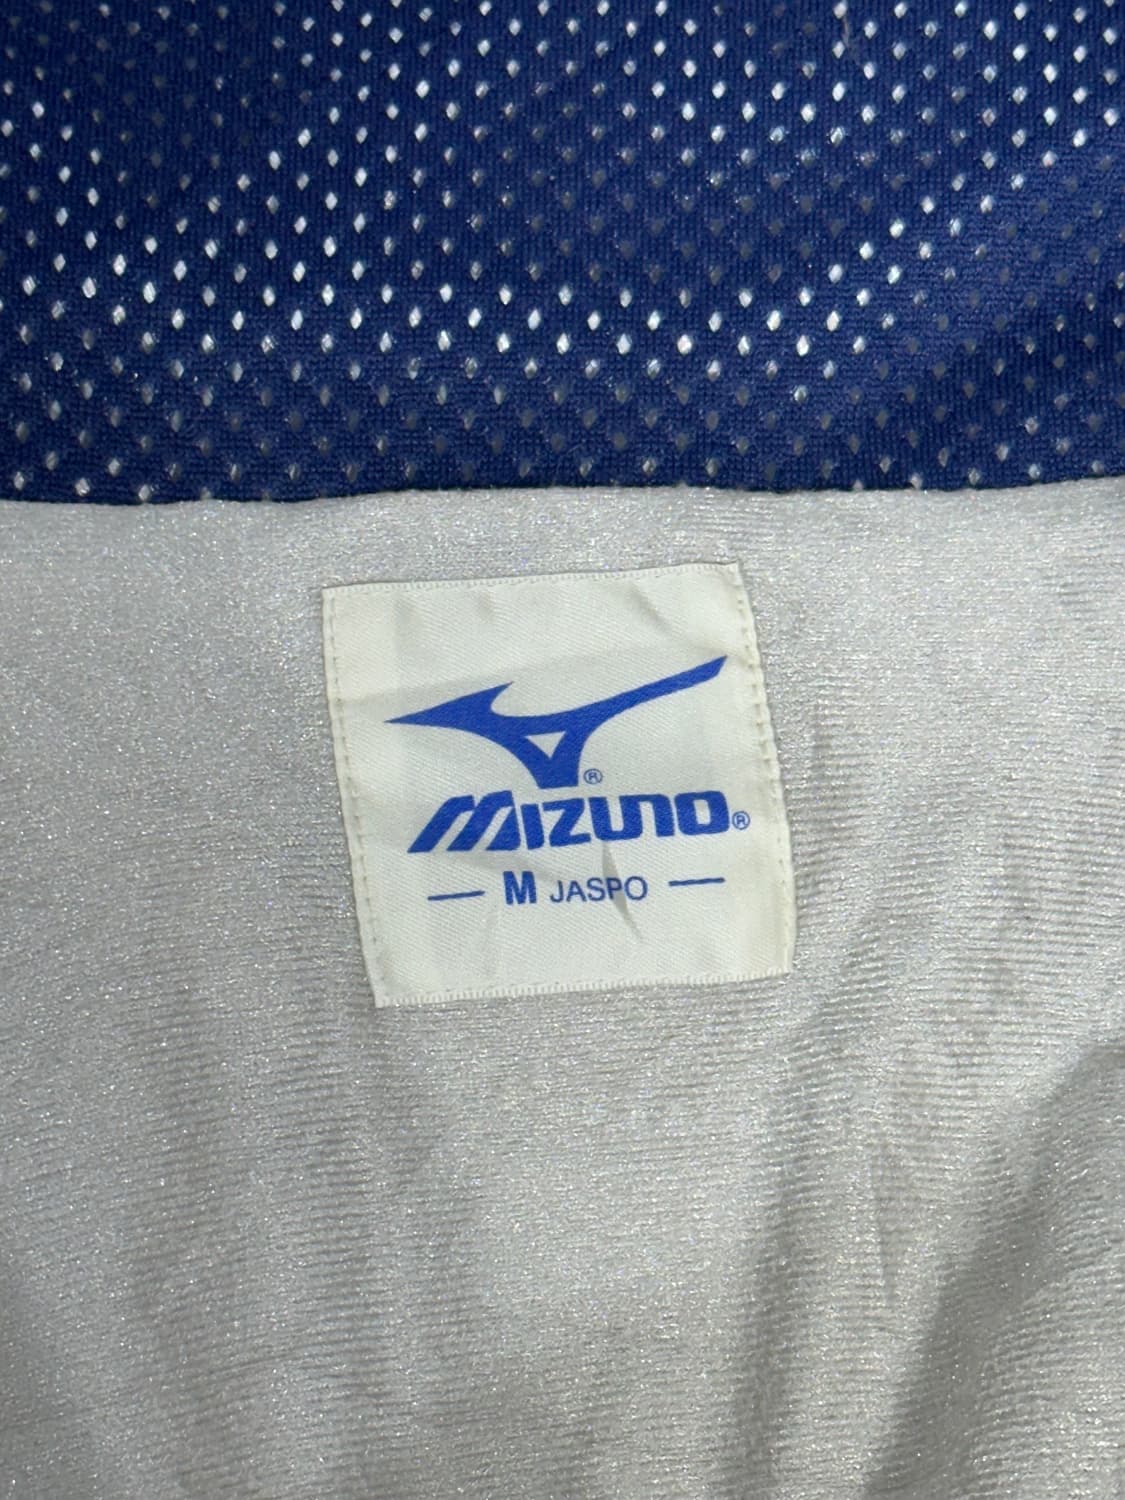 ®
MIZUNO®
— M JASPO —